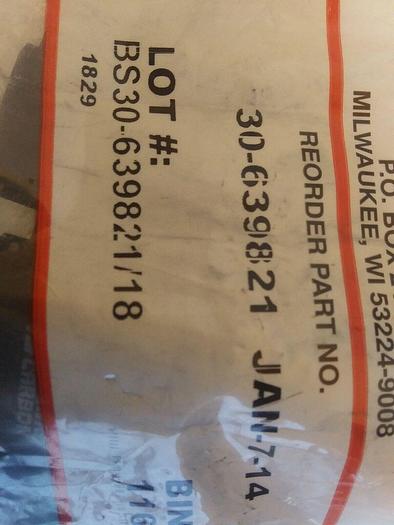 P.O. BOX
MILWAUKEE, WI 53224-9008
REORDER PART NO.
30-639821 JAN-7-14
LOT #:
BS30-639821/18
1829
BIN